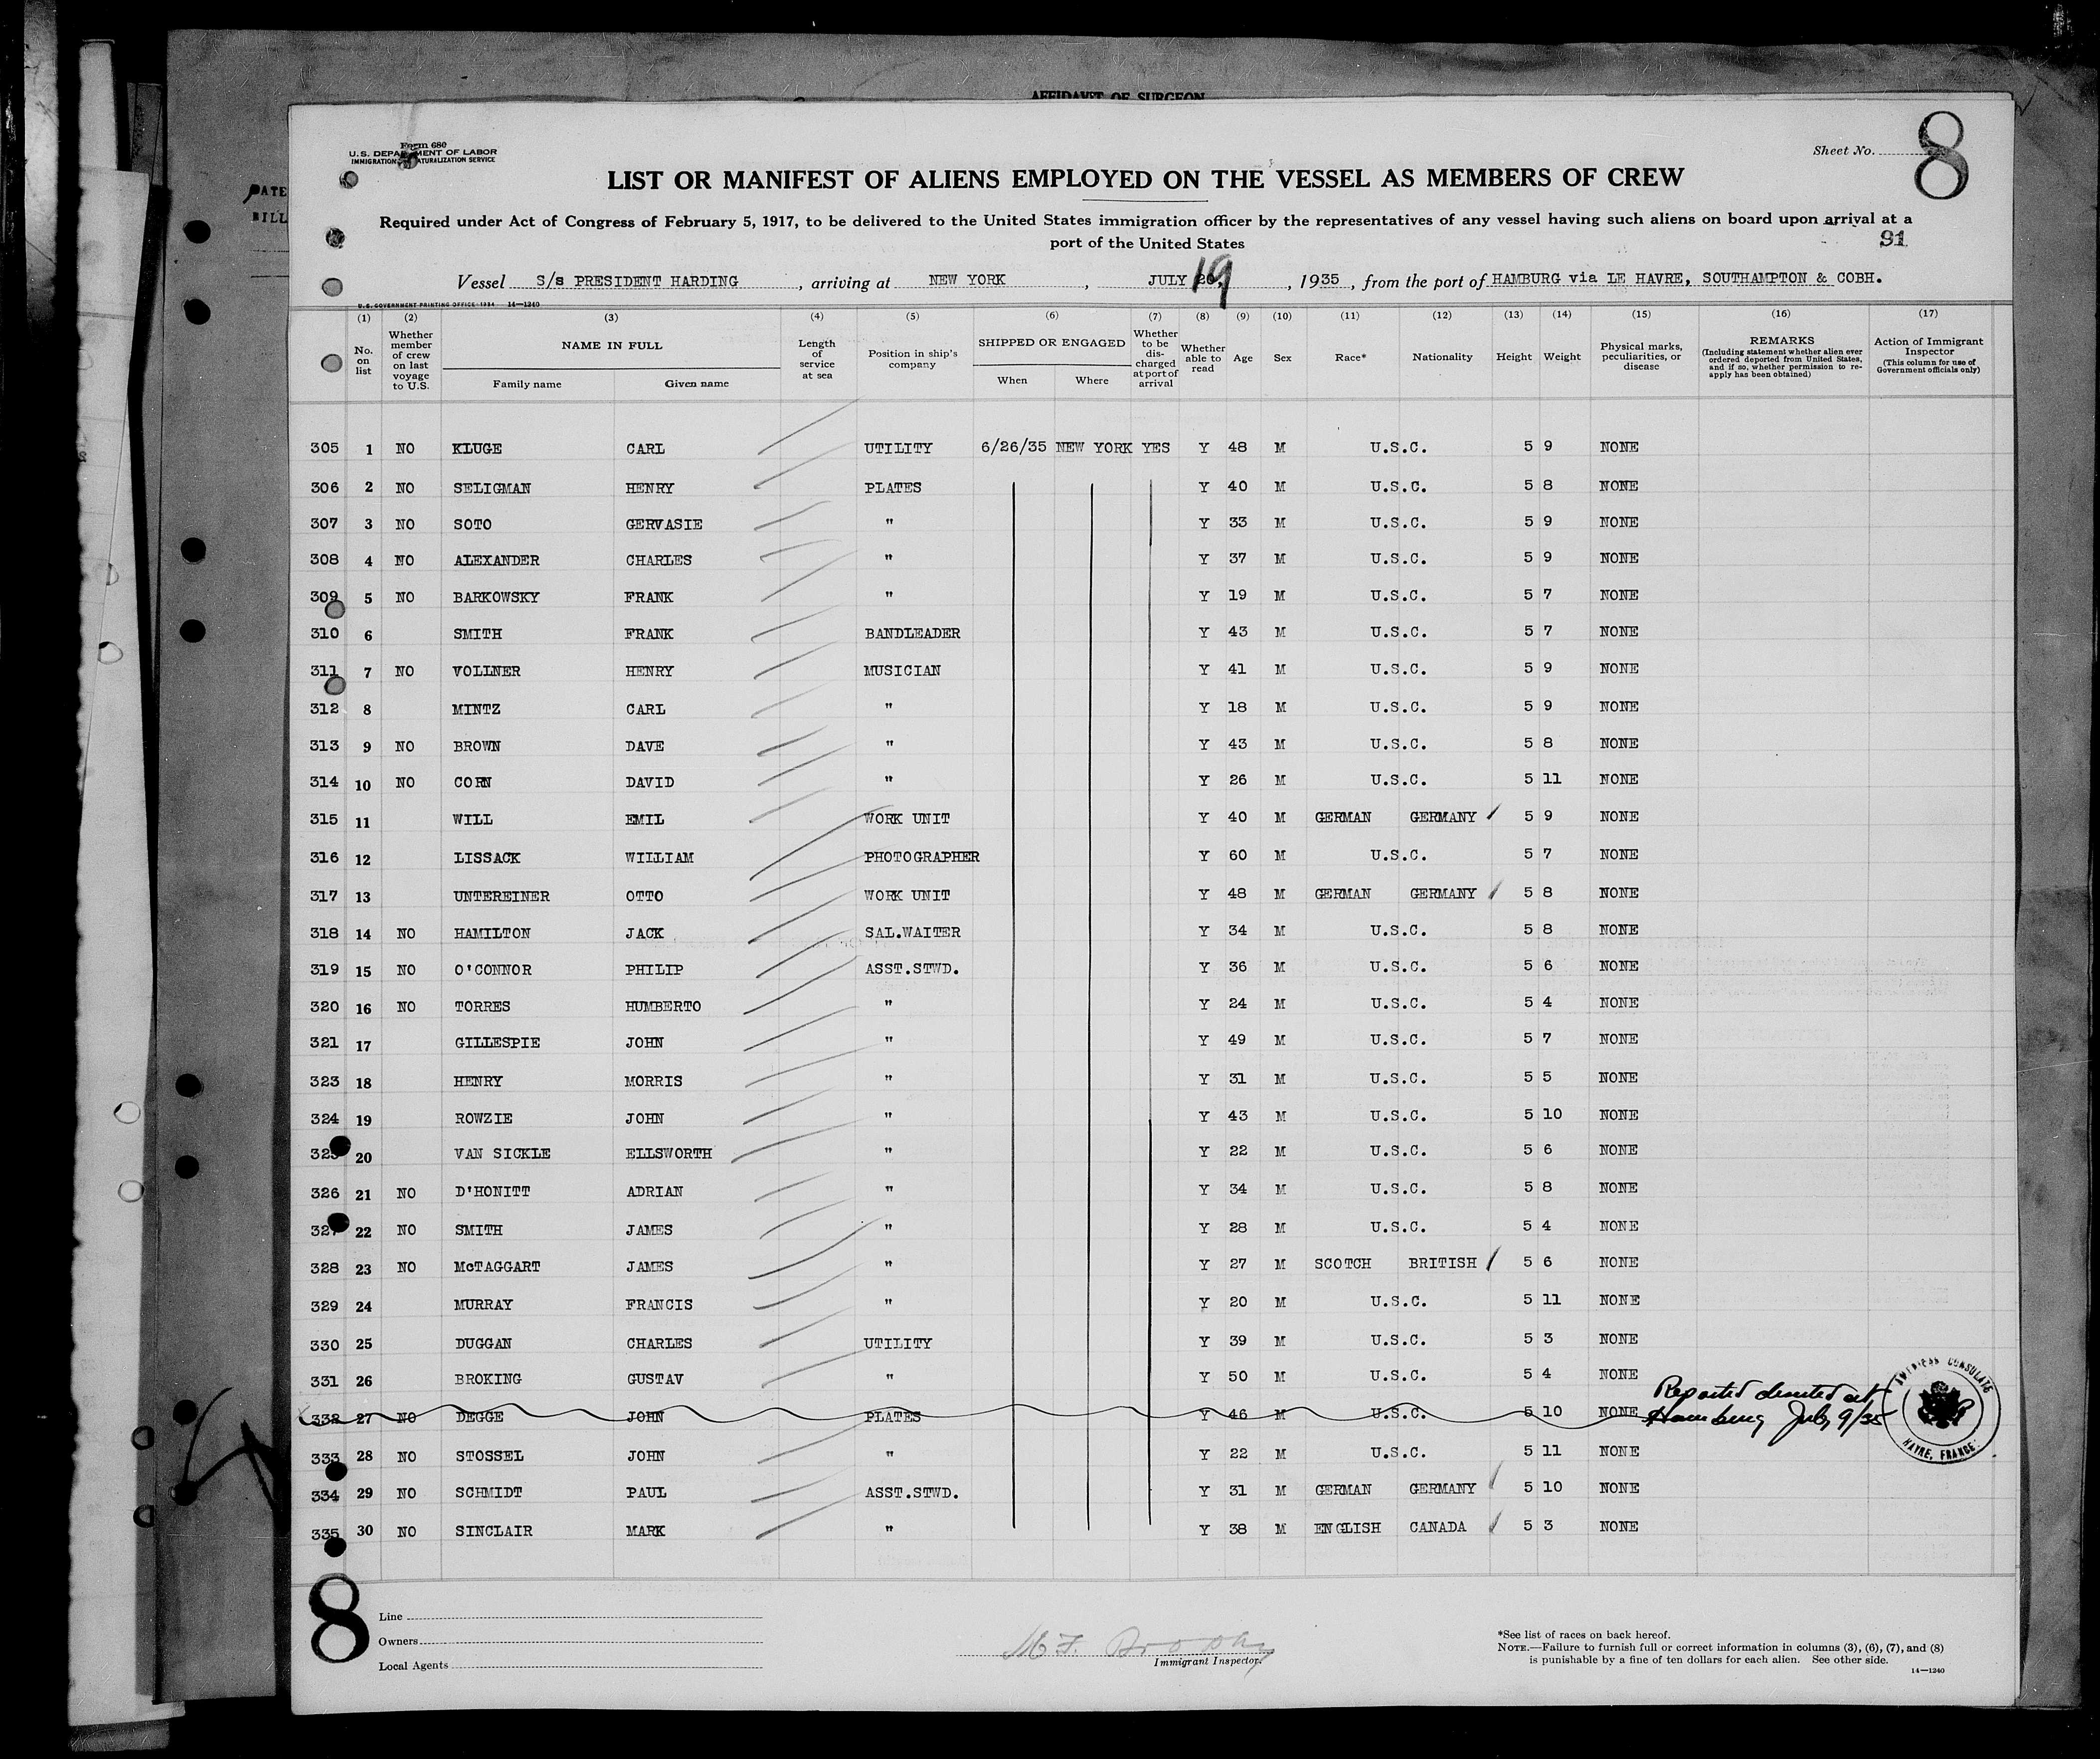 AFFIDAVIT OF SURGEON
Form 680
U.S. DEPARTMENT OF LABOR
IMMIGRATION NATURALIZATION SERVICE
Sheet No. 8
LIST OR MANIFEST OF ALIENS EMPLOYED ON THE VESSEL AS MEMBERS OF CREW
Required under Act of Congress of February 5, 1917, to be delivered to the United States immigration officer by the representatives of any vessel having such aliens on board upon arrival at a
port of the United States
91
Vessel S/s PRESIDENT HARDING, arriving at NEW YORK, JULY 19, 1935, from the port of HAMBURG via LE HAVRE, SOUTHAMPTON & COBH.
U.S. GOVERNMENT PRINTING OFFICE: 1934 14—1240
(1) (2) (3) (4) (5) (6) (7) (8) (9) (10) (11) (12) (13) (14) (15) (16) (17)
No. on list
Whether member of crew on last voyage to U.S.
NAME IN FULL
Family name Given name
Length of service at sea
Position in ship's company
SHIPPED OR ENGAGED
When Where
Whether to be discharged at port of arrival
Whether able to read
Age
Sex
Race*
Nationality
Height
Weight
Physical marks, peculiarities, or disease
REMARKS
(Including statement whether alien ever ordered deported from United States, and if so, whether permission to re-apply has been obtained)
Action of Immigrant Inspector
(This column for use of Government officials only)
305 1 NO KLUGE CARL UTILITY 6/26/35 NEW YORK YES Y 48 M U.S.C. 5 9 NONE
306 2 NO SELIGMAN HENRY PLATES Y 40 M U.S.C. 5 8 NONE
307 3 NO SOTO GERVASIE " Y 33 M U.S.C. 5 9 NONE
308 4 NO ALEXANDER CHARLES " Y 37 M U.S.C. 5 9 NONE
309 5 NO BARKOWSKY FRANK " Y 19 M U.S.C. 5 7 NONE
310 6 SMITH FRANK BANDLEADER Y 43 M U.S.C. 5 7 NONE
311 7 NO VOLLNER HENRY MUSICIAN Y 41 M U.S.C. 5 9 NONE
312 8 MINTZ CARL " Y 18 M U.S.C. 5 9 NONE
313 9 NO BROWN DAVE " Y 43 M U.S.C. 5 8 NONE
314 10 NO CORN DAVID " Y 26 M U.S.C. 5 11 NONE
315 11 WILL EMIL WORK UNIT Y 40 M GERMAN GERMANY 5 9 NONE
316 12 LISSACK WILLIAM PHOTOGRAPHER Y 60 M U.S.C. 5 7 NONE
317 13 UNTEREINER OTTO WORK UNIT Y 48 M GERMAN GERMANY 5 8 NONE
318 14 NO HAMILTON JACK SAL.WAITER Y 34 M U.S.C. 5 8 NONE
319 15 NO O'CONNOR PHILIP ASST.STWD. Y 36 M U.S.C. 5 6 NONE
320 16 NO TORRES HUMBERTO " Y 24 M U.S.C. 5 4 NONE
321 17 GILLESPIE JOHN " Y 49 M U.S.C. 5 7 NONE
323 18 HENRY MORRIS " Y 31 M U.S.C. 5 5 NONE
324 19 ROWZIE JOHN " Y 43 M U.S.C. 5 10 NONE
325 20 VAN SICKLE ELLSWORTH " Y 22 M U.S.C. 5 6 NONE
326 21 NO D'HONITT ADRIAN " Y 34 M U.S.C. 5 8 NONE
327 22 NO SMITH JAMES " Y 28 M U.S.C. 5 4 NONE
328 23 NO McTAGGART JAMES " Y 27 M SCOTCH BRITISH 5 6 NONE
329 24 MURRAY FRANCIS " Y 20 M U.S.C. 5 11 NONE
330 25 DUGGAN CHARLES UTILITY Y 39 M U.S.C. 5 3 NONE
331 26 BROKING GUSTAV " Y 50 M U.S.C. 5 4 NONE
332 27 NO DEGGE JOHN PLATES Y 46 M U.S.C. 5 10 NONE Reported deserted at Hamburg July 9/35
AMERICAN CONSULATE HAVRE, FRANCE
333 28 NO STOSSEL JOHN " Y 22 M U.S.C. 5 11 NONE
334 29 NO SCHMIDT PAUL ASST.STWD. Y 31 M GERMAN GERMANY 5 10 NONE
335 30 NO SINCLAIR MARK " Y 38 M ENGLISH CANADA 5 3 NONE
8
Line
Owners
Local Agents
Immigrant Inspector.
*See list of races on back hereof.
NOTE.—Failure to furnish full or correct information in columns (3), (6), (7), and (8)
is punishable by a fine of ten dollars for each alien. See other side.
14—1240